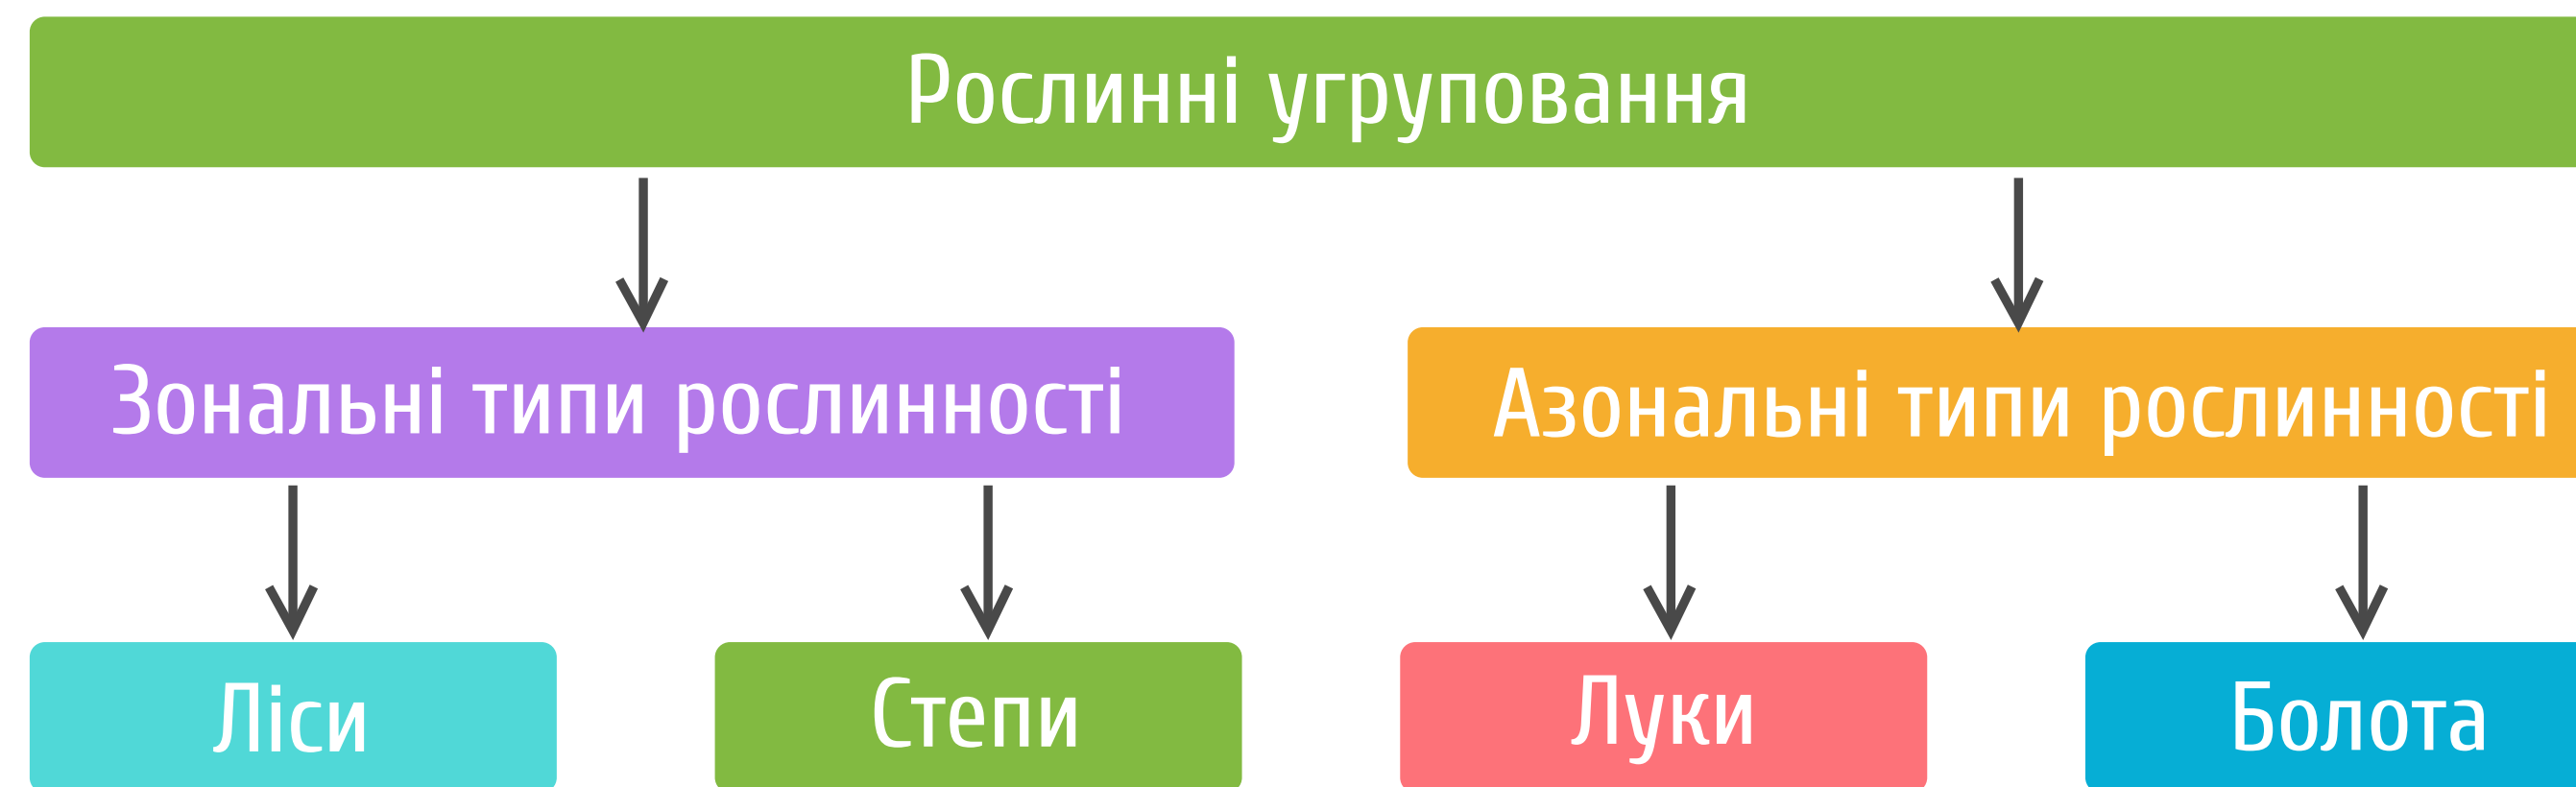 Рослинні угруповання
Зональні типи рослинності
Азональні типи рослинності
Ліси
Степи
Луки
Болота